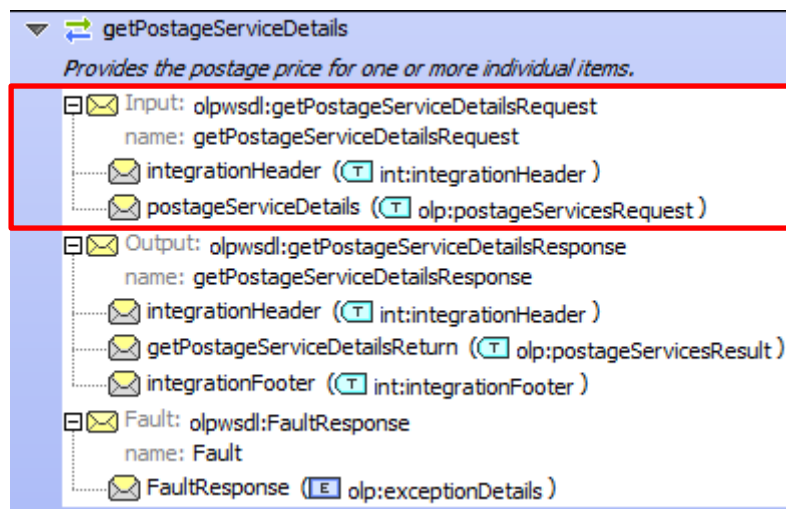 getPostageServiceDetails
Provides the postage price for one or more individual items.
Input: olpwsdl:getPostageServiceDetailsRequest
name: getPostageServiceDetailsRequest
integrationHeader ( T int:integrationHeader )
postageServiceDetails ( T olp:postageServicesRequest )
Output: olpwsdl:getPostageServiceDetailsResponse
name: getPostageServiceDetailsResponse
integrationHeader ( T int:integrationHeader )
getPostageServiceDetailsReturn ( T olp:postageServicesResult )
integrationFooter ( T int:integrationFooter )
Fault: olpwsdl:FaultResponse
name: Fault
FaultResponse ( E olp:exceptionDetails )